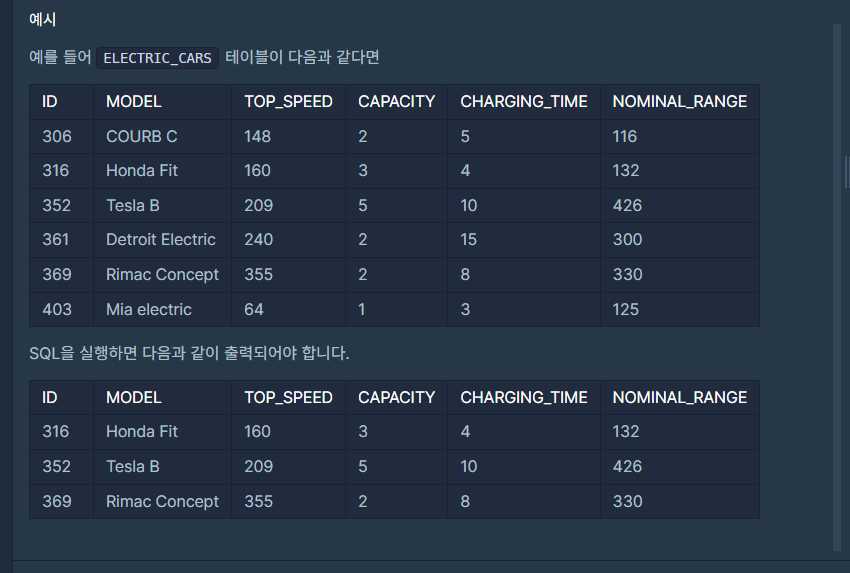 예시
예를 들어 ELECTRIC_CARS 테이블이 다음과 같다면
ID MODEL TOP_SPEED CAPACITY CHARGING_TIME NOMINAL_RANGE
306 COURB C 148 2 5 116
316 Honda Fit 160 3 4 132
352 Tesla B 209 5 10 426
361 Detroit Electric 240 2 15 300
369 Rimac Concept 355 2 8 330
403 Mia electric 64 1 3 125
SQL을 실행하면 다음과 같이 출력되어야 합니다.
ID MODEL TOP_SPEED CAPACITY CHARGING_TIME NOMINAL_RANGE
316 Honda Fit 160 3 4 132
352 Tesla B 209 5 10 426
369 Rimac Concept 355 2 8 330